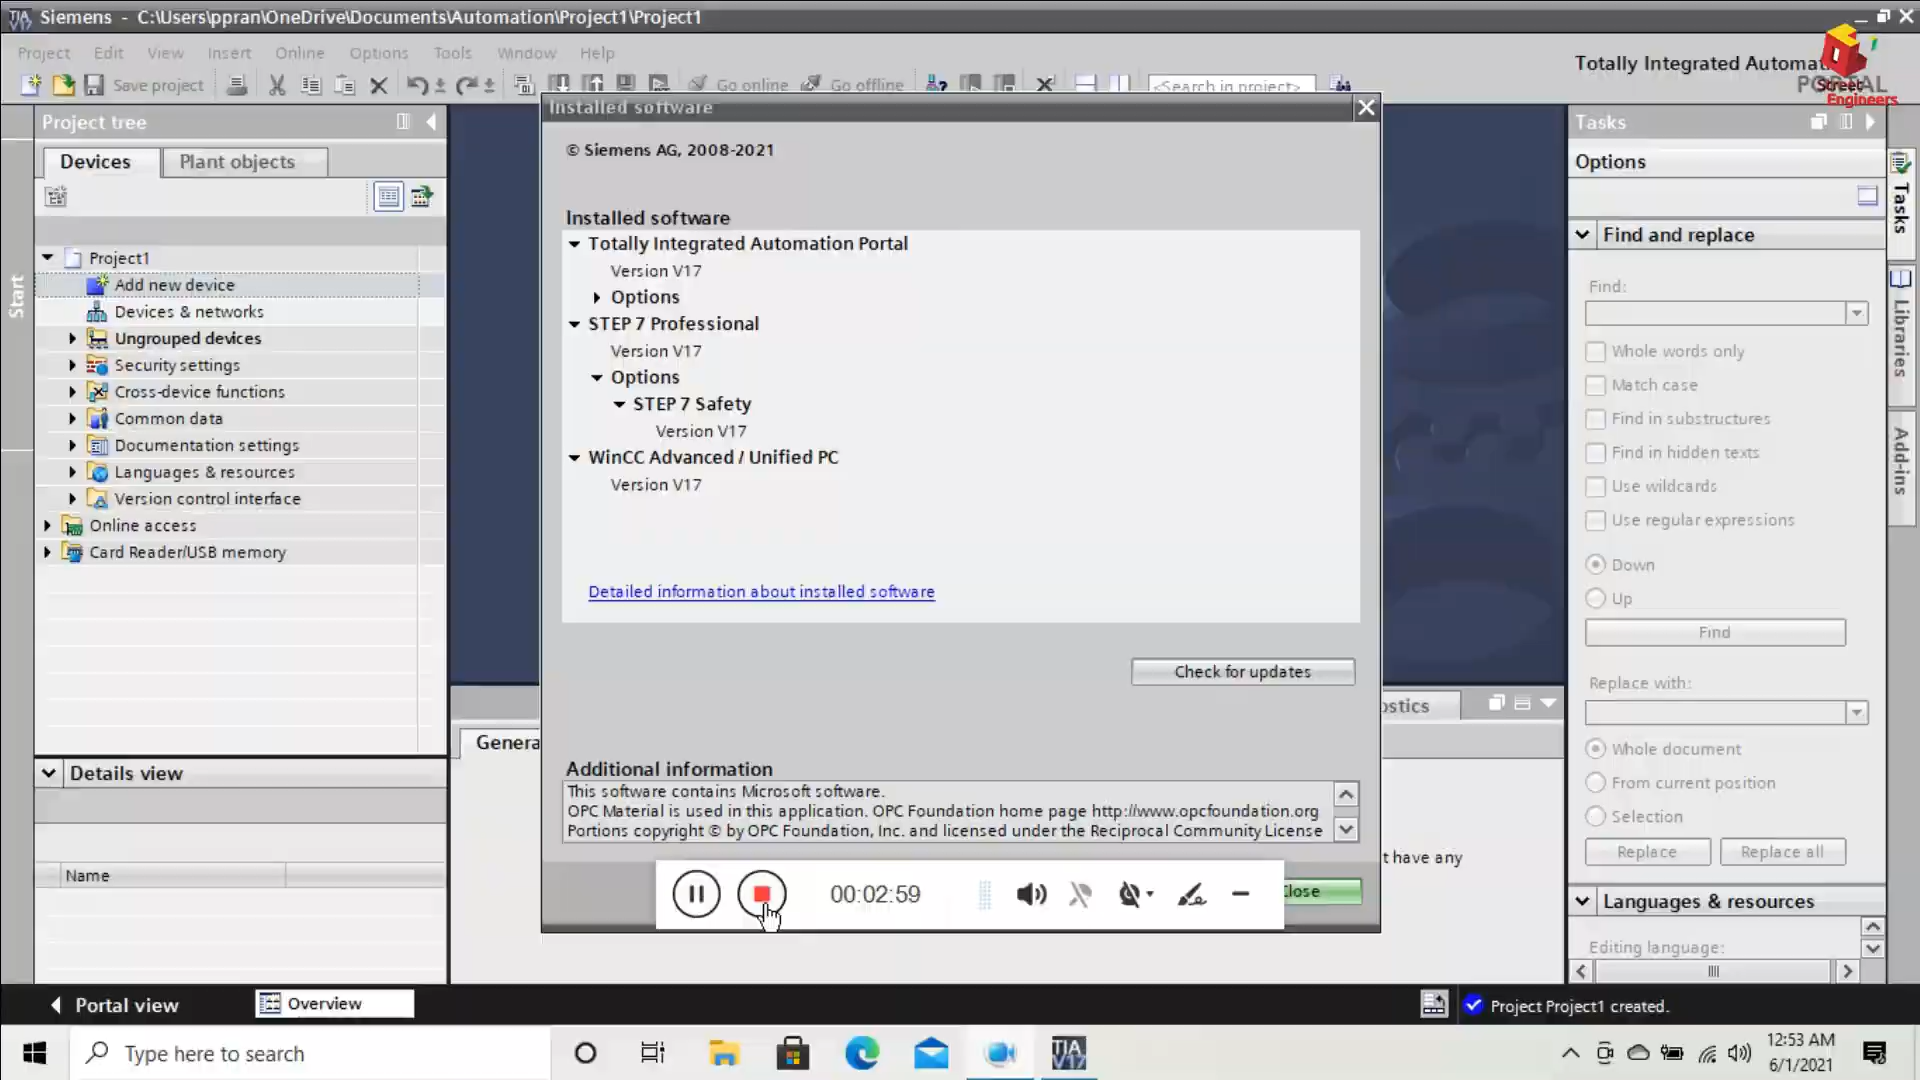 Siemens - C:\Users\ppran\OneDrive\Documents\Automation\Project1\Project1
Project Edit View Insert Online Options Tools Window Help
Totally Integrated Automat
PORTAL
Street
Engineers
Save project
Go online
Go offline
<Search in project>
Project tree
Devices
Plant objects
Start
Project1
Add new device
Devices & networks
Ungrouped devices
Security settings
Cross-device functions
Common data
Documentation settings
Languages & resources
Version control interface
Online access
Card Reader/USB memory
Details view
Name
Installed software
© Siemens AG, 2008-2021
Installed software
Totally Integrated Automation Portal
Version V17
Options
STEP 7 Professional
Version V17
Options
STEP 7 Safety
Version V17
WinCC Advanced / Unified PC
Version V17
Detailed information about installed software
Check for updates
Additional information
This software contains Microsoft software.
OPC Material is used in this application. OPC Foundation home page http://www.opcfoundation.org
Portions copyright © by OPC Foundation, Inc. and licensed under the Reciprocal Community License
Close
00:02:59
Genera
ostics
t have any
Tasks
Options
Find and replace
Find:
Whole words only
Match case
Find in substructures
Find in hidden texts
Use wildcards
Use regular expressions
Down
Up
Find
Replace with:
Whole document
From current position
Selection
Replace
Replace all
Languages & resources
Editing language:
Tasks
Libraries
Add-ins
Portal view
Overview
Project Project1 created.
Type here to search
TIA
V17
12:53 AM
6/1/2021